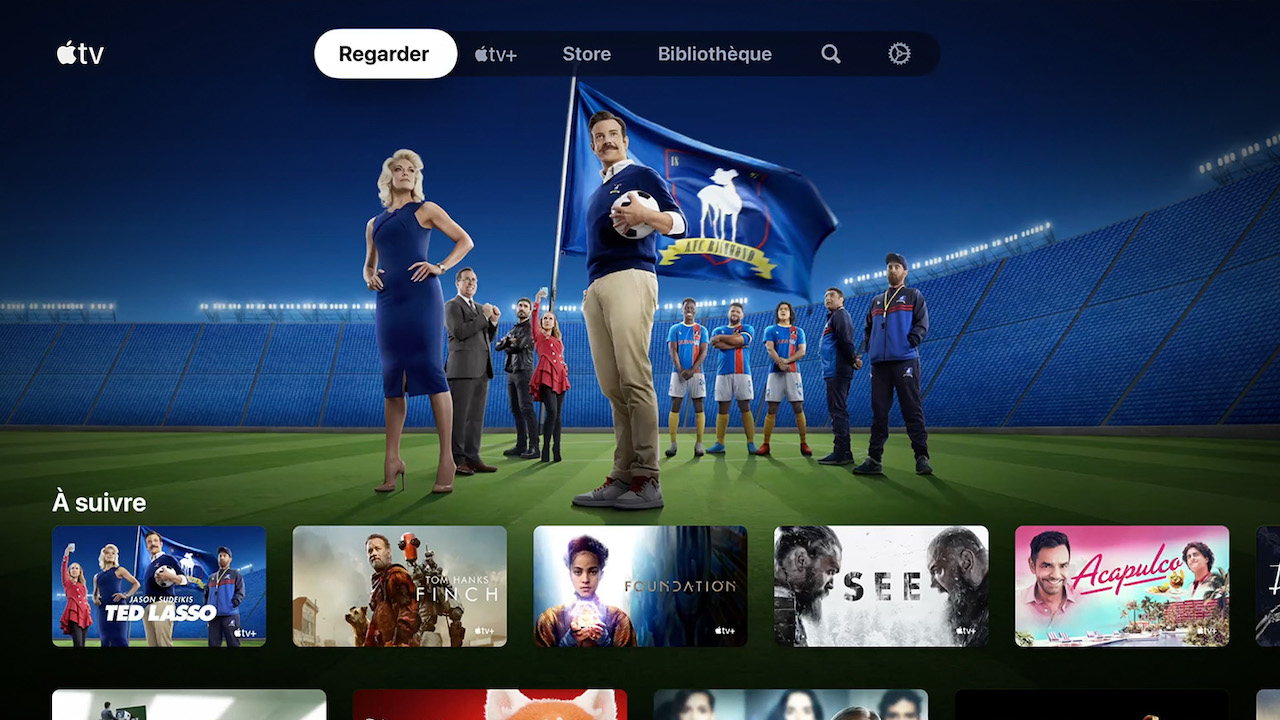 tv
Regarder
tv+
Store
Bibliothèque
AFC RICHMOND
À suivre
JASON SUDEIKIS
TED LASSO
tv+
TOM HANKS
FINCH
tv+
FOUNDATION
tv+
SEE
tv+
Acapulco
tv+